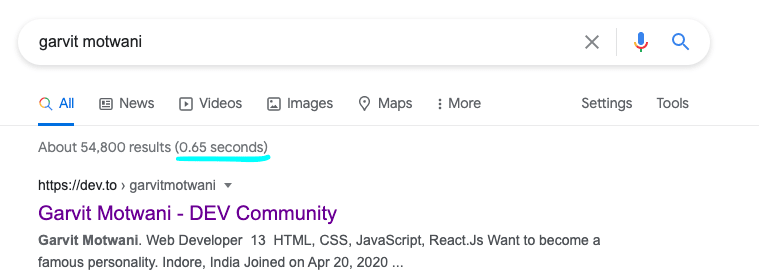 garvit motwani
All News Videos Images Maps More Settings Tools
About 54,800 results (0.65 seconds)
https://dev.to › garvitmotwani
Garvit Motwani - DEV Community
Garvit Motwani. Web Developer 13 HTML, CSS, JavaScript, React.Js Want to become a
famous personality. Indore, India Joined on Apr 20, 2020 ...